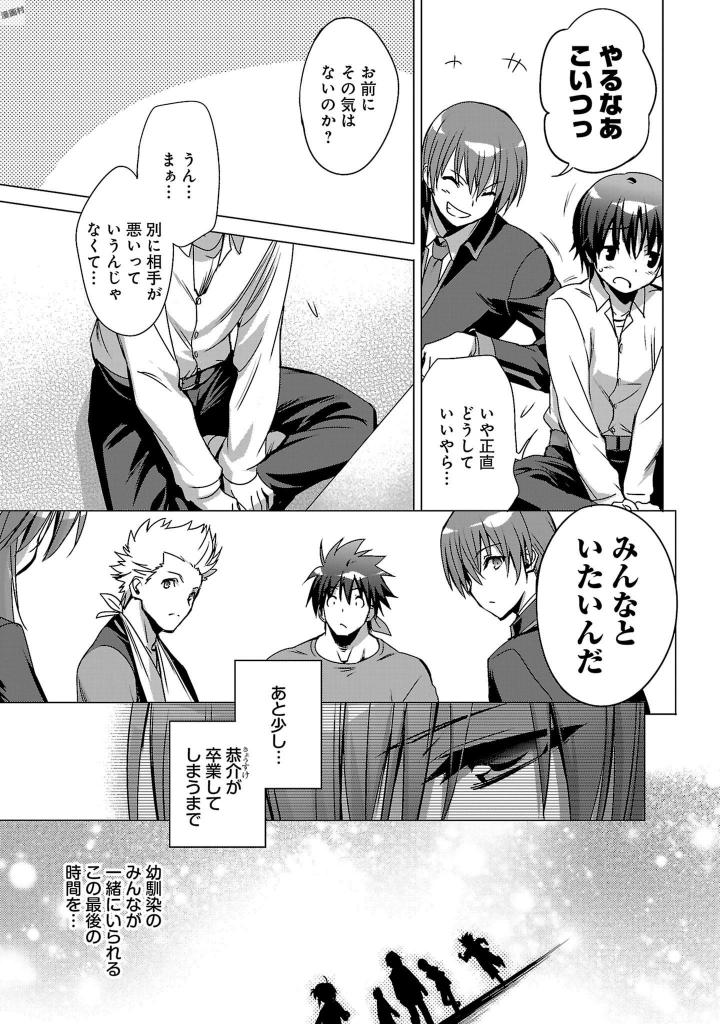 漫画村
やるなあ
こいつっ
いや正直
どうして
いいやら…
お前に
その気は
ないのか?
うん…
まぁ…
別に相手が
悪いって
いうんじゃ
なくて…
みんなと
いたいんだ
あと少し…
恭介が
きょうすけ
卒業して
しまうまで
幼馴染の
みんなが
一緒にいられる
この最後の
時間を…